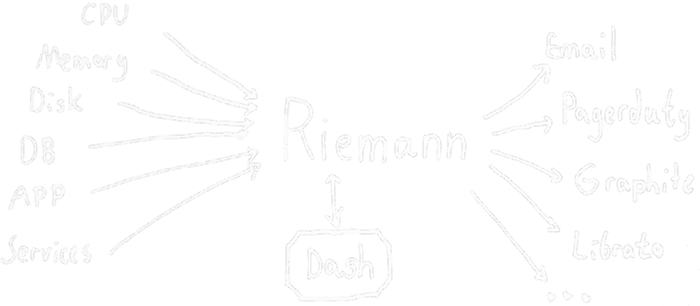 CPU
Memory
Disk
DB
APP
Services
Riemann
Dash
Email
Pagerduty
Graphite
Librato
...